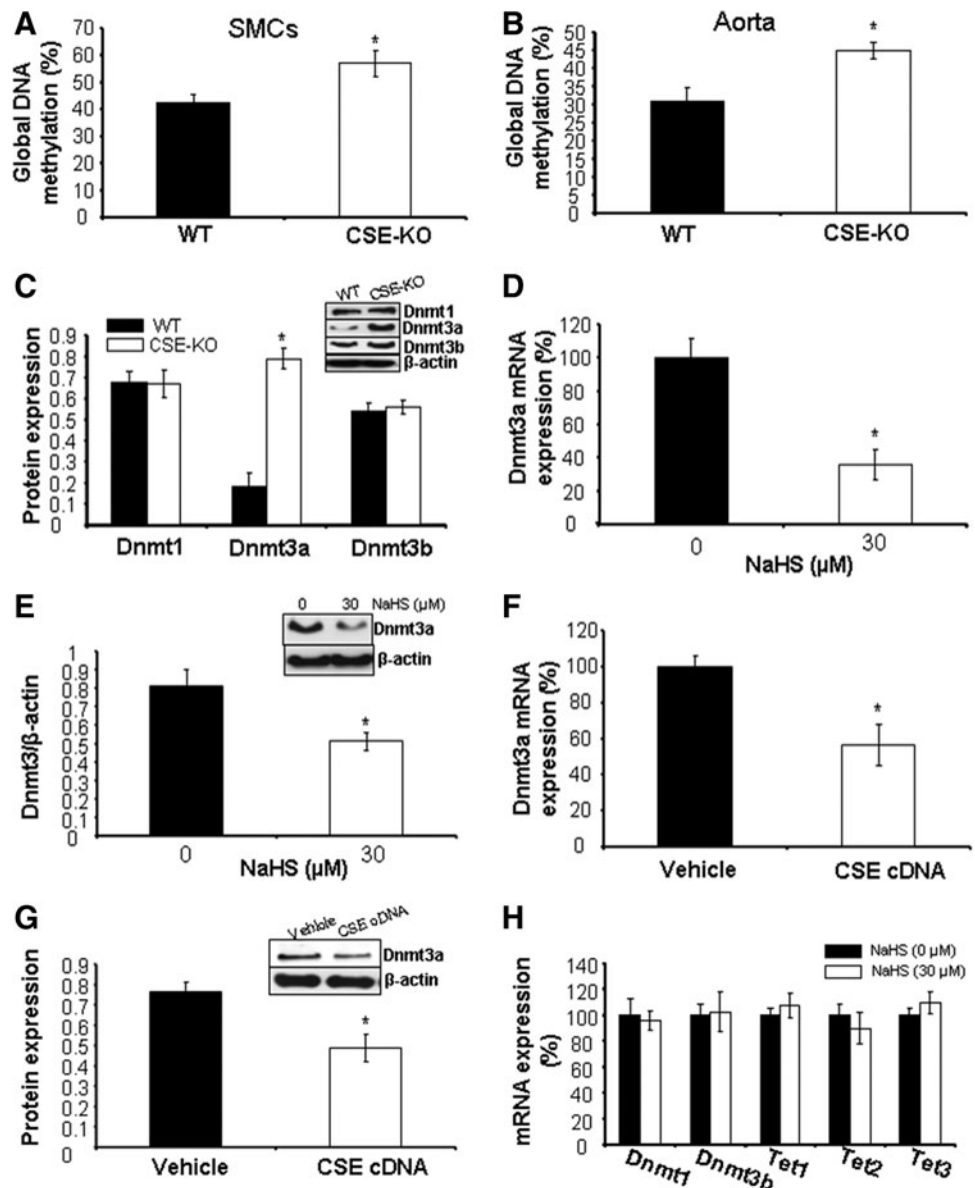 A
SMCs
Global DNA
methylation (%)
70
60
50
40
30
20
10
0
*
WT
CSE-KO
B
Aorta
Global DNA
methylation (%)
45
40
35
30
25
20
15
10
5
0
*
WT
CSE-KO
C
WT
CSE-KO
WT CSE-KO
Dnmt1
Dnmt3a
Dnmt3b
β-actin
Protein expression
0.9
0.8
0.7
0.6
0.5
0.4
0.3
0.2
0.1
0
*
Dnmt1
Dnmt3a
Dnmt3b
D
Dnmt3a mRNA
expression (%)
120
100
80
60
40
20
0
*
0
30
NaHS (µM)
E
0 30 NaHS (µM)
Dnmt3a
β-actin
Dnmt3/β-actin
1
0.9
0.8
0.7
0.6
0.5
0.4
0.3
0.2
0.1
0
*
0
30
NaHS (µM)
F
Dnmt3a mRNA
expression (%)
120
100
80
60
40
20
0
*
Vehicle
CSE cDNA
G
Vehicle CSE cDNA
Dnmt3a
β-actin
Protein expression
0.9
0.8
0.7
0.6
0.5
0.4
0.3
0.2
0.1
0
*
Vehicle
CSE cDNA
H
NaHS (0 µM)
NaHS (30 µM)
mRNA expression
(%)
140
120
100
80
60
40
20
0
Dnmt1
Dnmt3b
Tet1
Tet2
Tet3